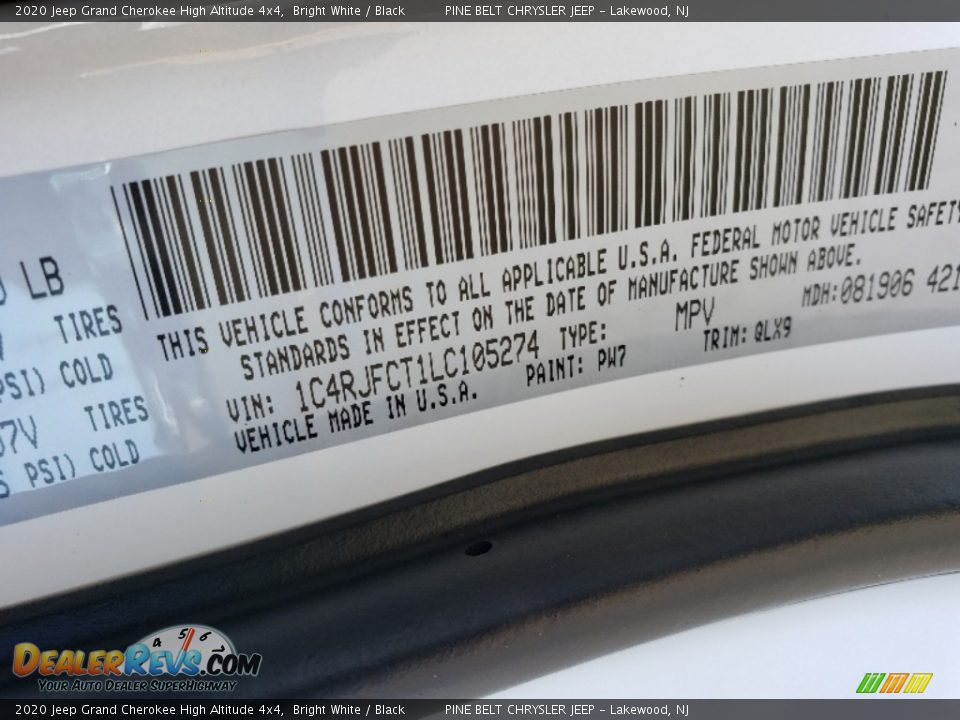 2020 Jeep Grand Cherokee High Altitude 4x4, Bright White / Black PINE BELT CHRYSLER JEEP - Lakewood, NJ
LB
TIRES
PSI) COLD
TIRES
PSI) COLD
THIS VEHICLE CONFORMS TO ALL APPLICABLE U.S.A. FEDERAL MOTOR VEHICLE SAFETY
STANDARDS IN EFFECT ON THE DATE OF MANUFACTURE SHOWN ABOVE.
VIN: 1C4RJFCT1LC105274 TYPE: MPV MDH:081906 421
VEHICLE MADE IN U.S.A. PAINT: PW7 TRIM: QLX9
4 5 6
DEALERREVS.COM
YOUR AUTO DEALER SUPERHIGHWAY
2020 Jeep Grand Cherokee High Altitude 4x4, Bright White / Black PINE BELT CHRYSLER JEEP - Lakewood, NJ